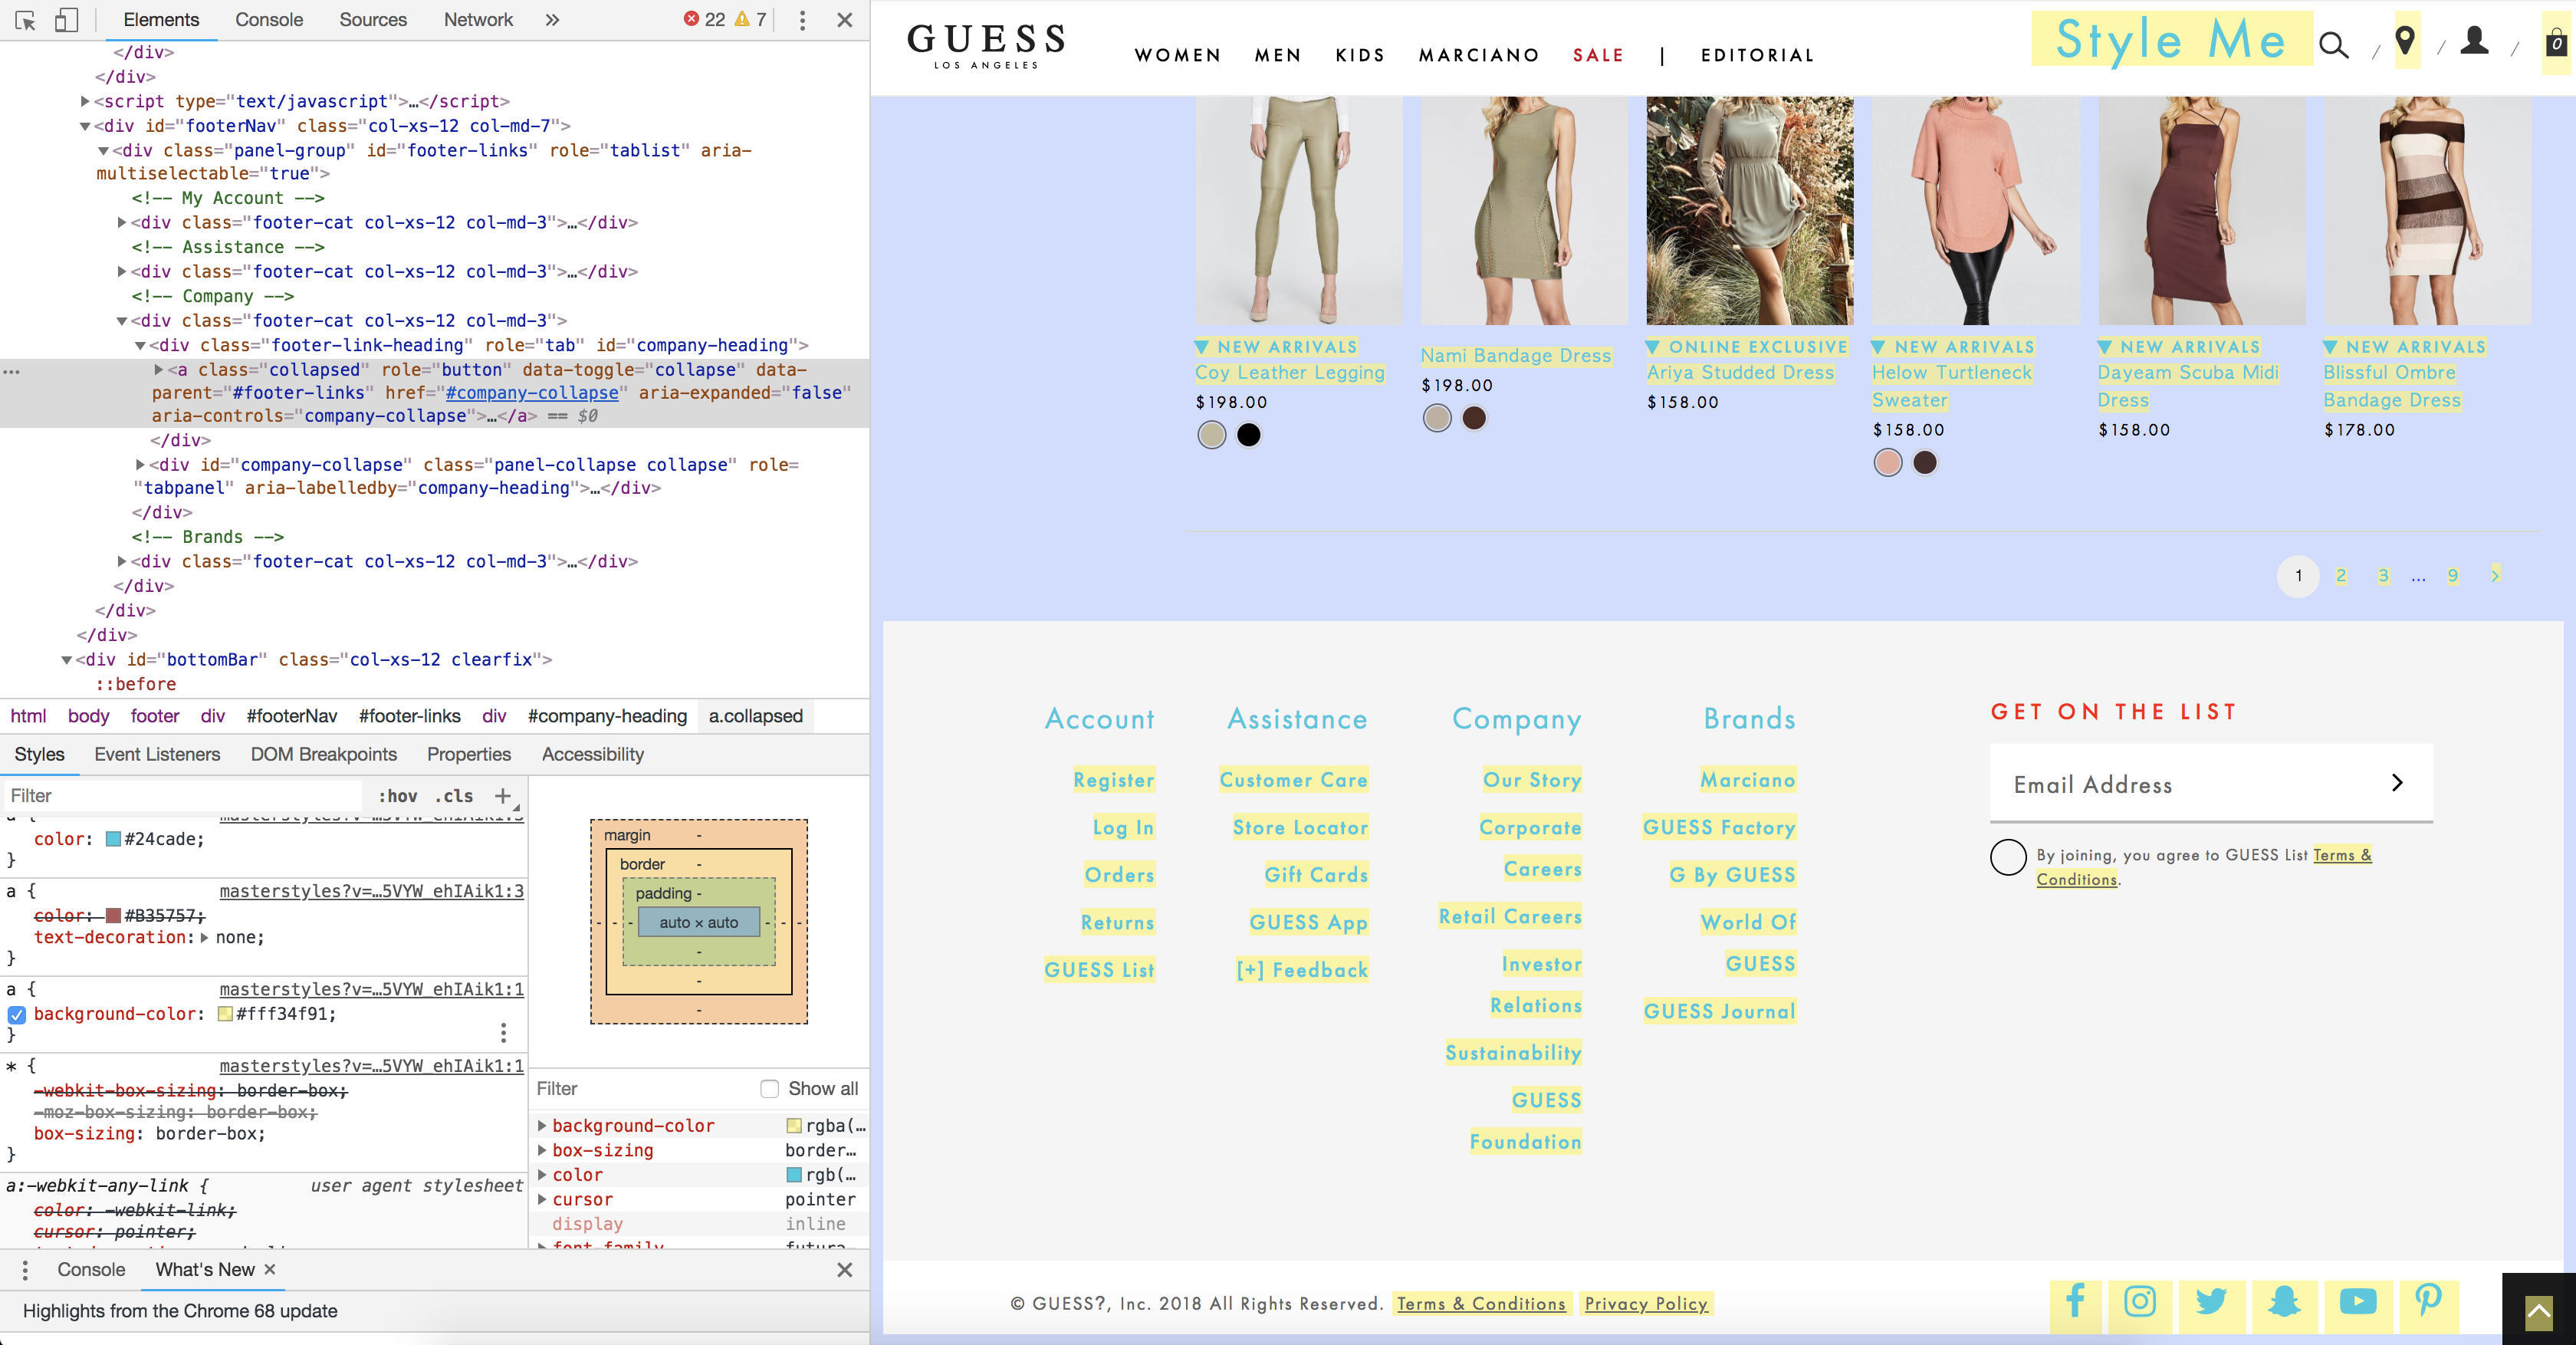 Elements Console Sources Network » 22 7
</div>
</div>
<script type="text/javascript">…</script>
<div id="footerNav" class="col-xs-12 col-md-7">
<div class="panel-group" id="footer-links" role="tablist" aria-
multiselectable="true">
<!-- My Account -->
<div class="footer-cat col-xs-12 col-md-3">…</div>
<!-- Assistance -->
<div class="footer-cat col-xs-12 col-md-3">…</div>
<!-- Company -->
<div class="footer-cat col-xs-12 col-md-3">
<div class="footer-link-heading" role="tab" id="company-heading">
<a class="collapsed" role="button" data-toggle="collapse" data-
parent="#footer-links" href="#company-collapse" aria-expanded="false"
aria-controls="company-collapse">…</a> == $0
</div>
<div id="company-collapse" class="panel-collapse collapse" role=
"tabpanel" aria-labelledby="company-heading">…</div>
</div>
<!-- Brands -->
<div class="footer-cat col-xs-12 col-md-3">…</div>
</div>
</div>
</div>
<div id="bottomBar" class="col-xs-12 clearfix">
::before
html body footer div #footerNav #footer-links div #company-heading a.collapsed
Styles Event Listeners DOM Breakpoints Properties Accessibility
Filter :hov .cls +
color: #24cade;
}
a { masterstyles?v=…5VYW_ehIAik1:3
color: #B35757;
text-decoration: none;
}
a { masterstyles?v=…5VYW_ehIAik1:1
background-color: #fff34f91;
}
* { masterstyles?v=…5VYW_ehIAik1:1
-webkit-box-sizing: border-box;
-moz-box-sizing: border-box;
box-sizing: border-box;
}
a:-webkit-any-link { user agent stylesheet
color: -webkit-link;
cursor: pointer;
margin -
border -
padding -
auto × auto
Filter Show all
background-color rgba(…
box-sizing border…
color rgb(…
cursor pointer
display inline
font-family futura-
Console What's New ×
Highlights from the Chrome 68 update
GUESS
LOS ANGELES
WOMEN MEN KIDS MARCIANO SALE | EDITORIAL
Style Me / / / 0
▼ NEW ARRIVALS
Coy Leather Legging
$198.00
Nami Bandage Dress
$198.00
▼ ONLINE EXCLUSIVE
Ariya Studded Dress
$158.00
▼ NEW ARRIVALS
Helow Turtleneck
Sweater
$158.00
▼ NEW ARRIVALS
Dayeam Scuba Midi
Dress
$158.00
▼ NEW ARRIVALS
Blissful Ombre
Bandage Dress
$178.00
1 2 3 ... 9 >
Account
Register
Log In
Orders
Returns
GUESS List
Assistance
Customer Care
Store Locator
Gift Cards
GUESS App
[+] Feedback
Company
Our Story
Corporate
Careers
Retail Careers
Investor
Relations
Sustainability
GUESS
Foundation
Brands
Marciano
GUESS Factory
G By GUESS
World Of
GUESS
GUESS Journal
GET ON THE LIST
Email Address
By joining, you agree to GUESS List Terms &
Conditions.
© GUESS?, Inc. 2018 All Rights Reserved. Terms & Conditions Privacy Policy